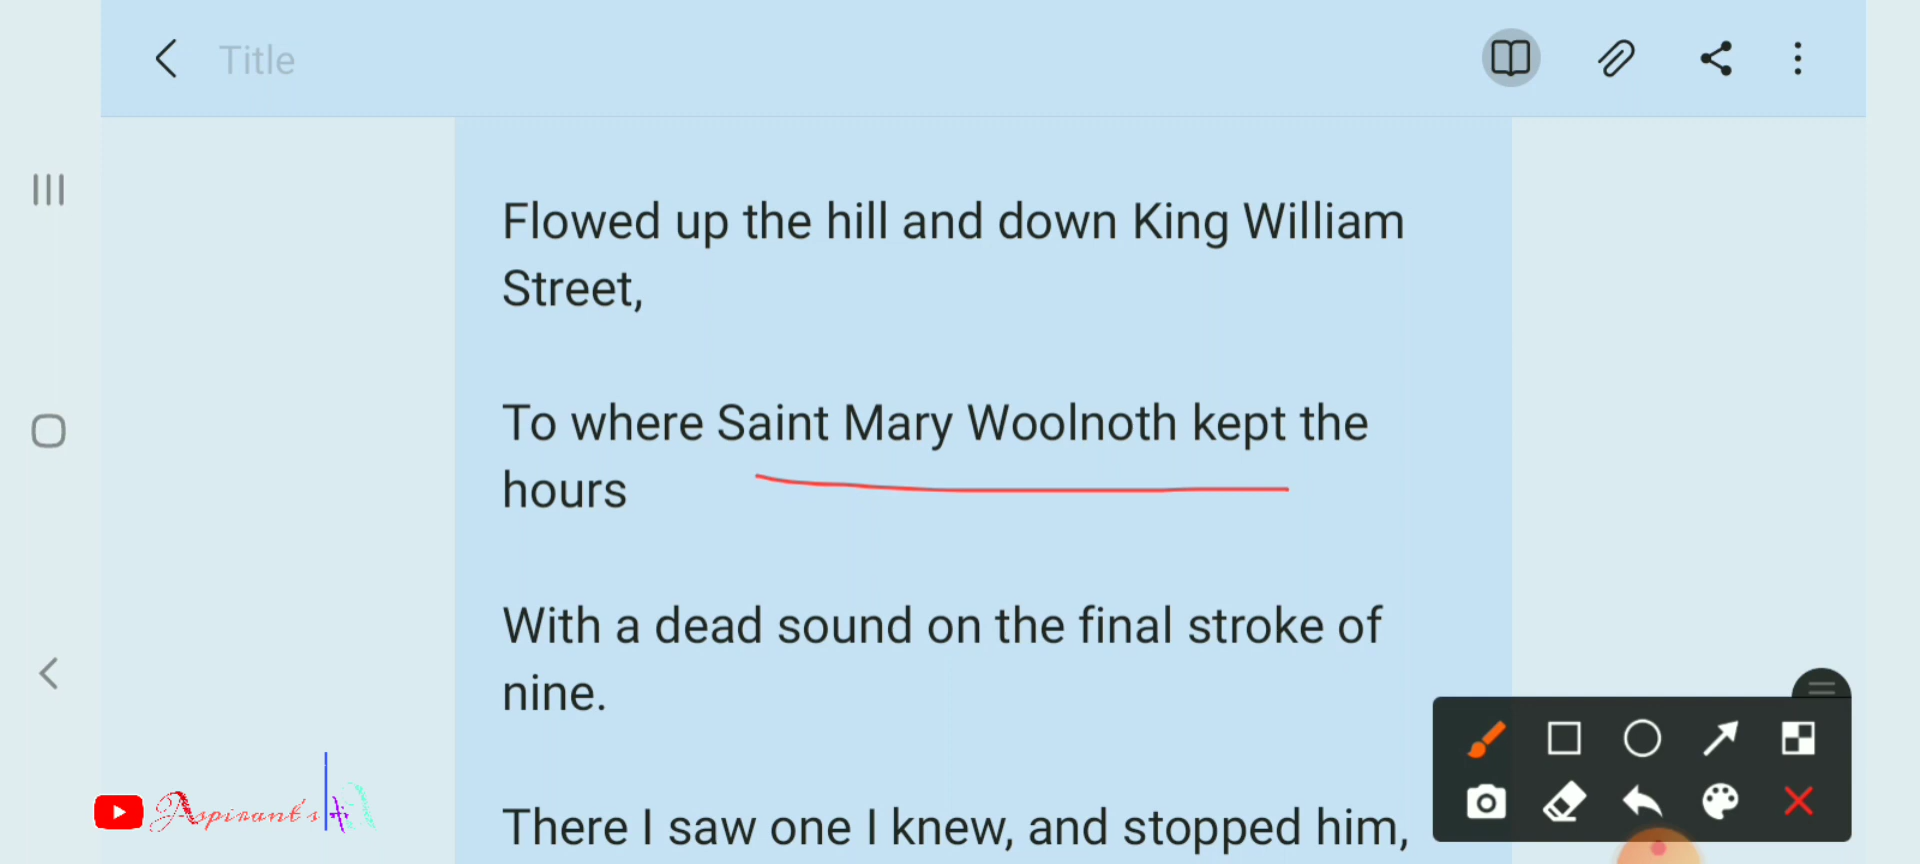 Title
Flowed up the hill and down King William
Street,
To where Saint Mary Woolnoth kept the
hours
With a dead sound on the final stroke of
nine.
There I saw one I knew, and stopped him,
Aspirant's